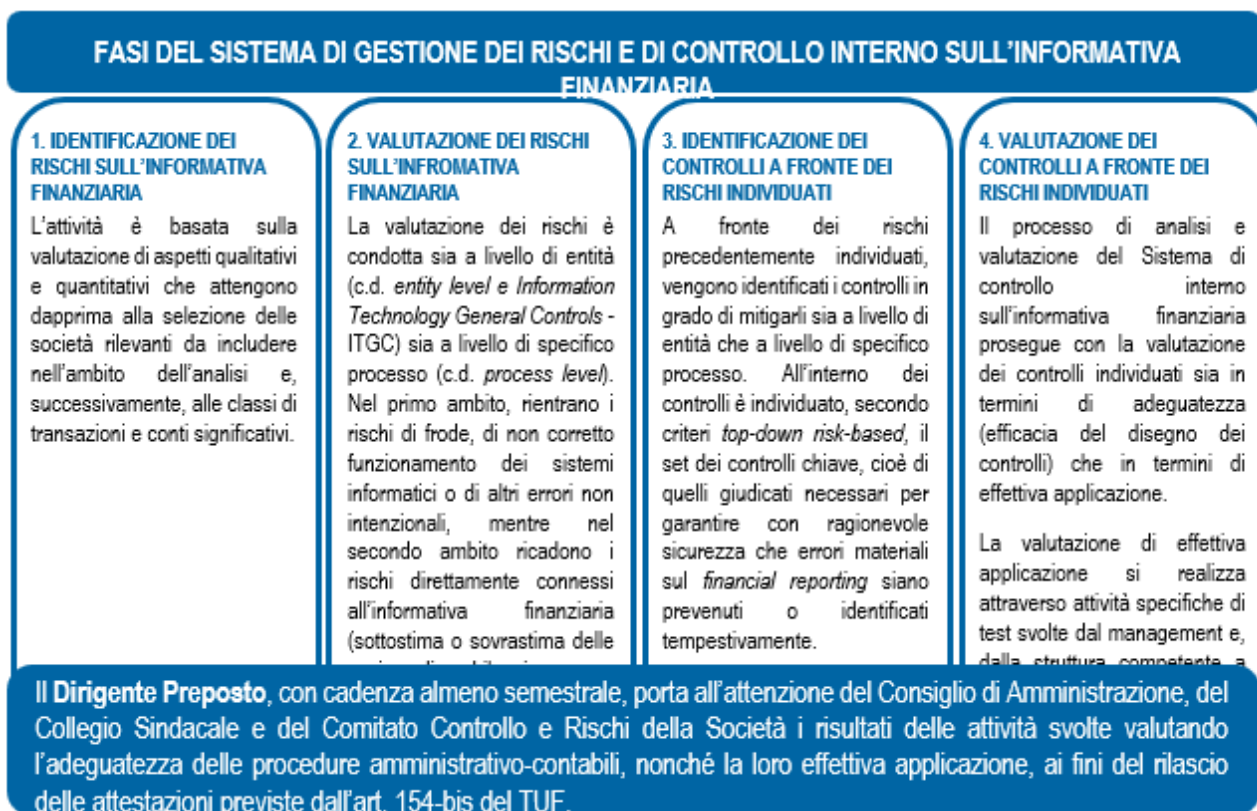 FASI DEL SISTEMA DI GESTIONE DEI RISCHI E DI CONTROLLO INTERNO SULL'INFORMATIVA
FINANZIARIA
1. IDENTIFICAZIONE DEI
RISCHI SULL'INFORMATIVA
FINANZIARIA
L'attività è basata sulla
valutazione di aspetti qualitativi
e quantitativi che attengono
dapprima alla selezione delle
società rilevanti da includere
nell'ambito dell'analisi e,
successivamente, alle classi di
transazioni e conti significativi.
2. VALUTAZIONE DEI RISCHI
SULL'INFROMATIVA
FINANZIARIA
La valutazione dei rischi è
condotta sia a livello di entità
(c.d. entity level e Information
Technology General Controls -
ITGC) sia a livello di specifico
processo (c.d. process level).
Nel primo ambito, rientrano i
rischi di frode, di non corretto
funzionamento dei sistemi
informatici o di altri errori non
intenzionali, mentre nel
secondo ambito ricadono i
rischi direttamente connessi
all'informativa finanziaria
(sottostima o sovrastima delle
3. IDENTIFICAZIONE DEI
CONTROLLI A FRONTE DEI
RISCHI INDIVIDUATI
A fronte dei rischi
precedentemente individuati,
vengono identificati i controlli in
grado di mitigarli sia a livello di
entità che a livello di specifico
processo. All'interno dei
controlli è individuato, secondo
criteri top-down risk-based, il
set dei controlli chiave, cioè di
quelli giudicati necessari per
garantire con ragionevole
sicurezza che errori materiali
sul financial reporting siano
prevenuti o identificati
tempestivamente.
4. VALUTAZIONE DEI
CONTROLLI A FRONTE DEI
RISCHI INDIVIDUATI
Il processo di analisi e
valutazione del Sistema di
controllo interno
sull'informativa finanziaria
prosegue con la valutazione
dei controlli individuati sia in
termini di adeguatezza
(efficacia del disegno dei
controlli) che in termini di
effettiva applicazione.
La valutazione di effettiva
applicazione si realizza
attraverso attività specifiche di
test svolte dal management e,
dalla struttura competente a
Il Dirigente Preposto, con cadenza almeno semestrale, porta all'attenzione del Consiglio di Amministrazione, del
Collegio Sindacale e del Comitato Controllo e Rischi della Società i risultati delle attività svolte valutando
l'adeguatezza delle procedure amministrativo-contabili, nonché la loro effettiva applicazione, ai fini del rilascio
delle attestazioni previste dall'art. 154-bis del TUF.